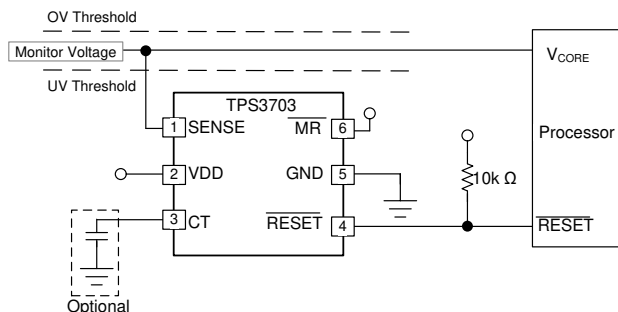 OV Threshold
Monitor Voltage
UV Threshold
TPS3703
1 SENSE
MR 6
2 VDD
GND 5
3 CT
RESET 4
Optional
10k Ω
VCORE
Processor
RESET